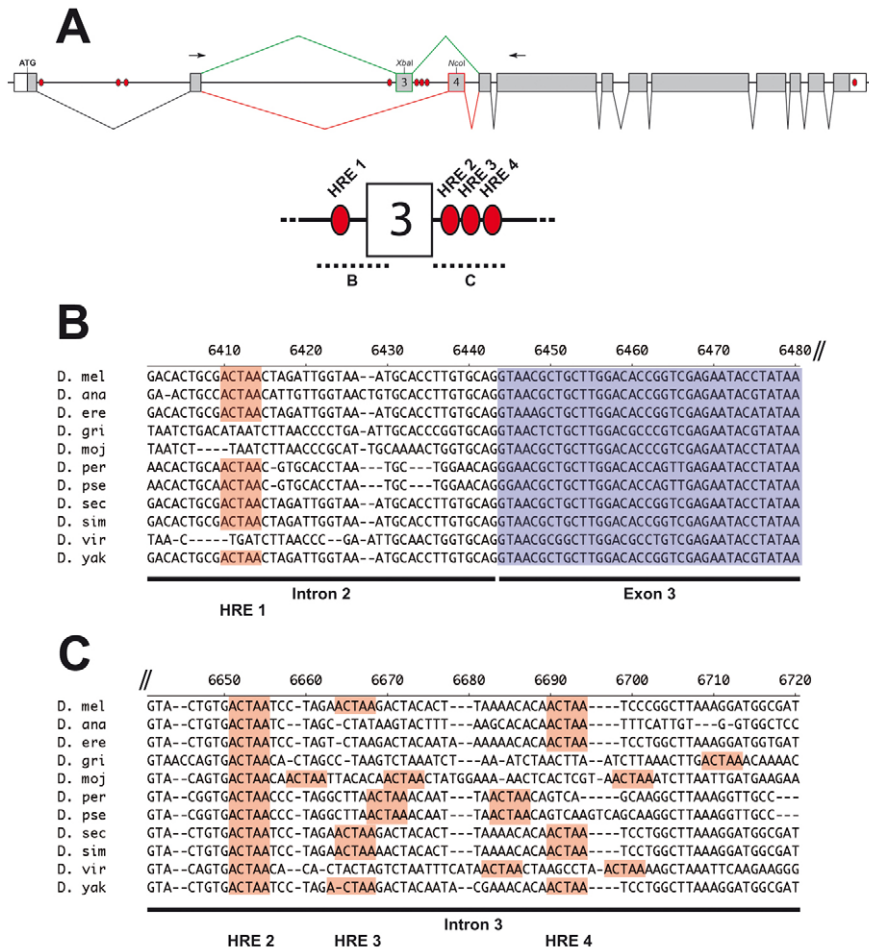 A
ATG
XbaI
NcoI
3
4
HRE 1
HRE 2
HRE 3
HRE 4
3
B
C
B
6410 6420 6430 6440 6450 6460 6470 6480 //
D. mel GACACTGCGACTAACTAGATTGGTAA--ATGCACCTTGTGCAGGTAACGCTGCTTGGACACCGGTCGAGAATACCTATAA
D. ana GA-ACTGCCACTAACATTGTTGGTAACTGTGCACCTTGTGCAGGTAACGCTGCTTGGACACCGGTCGAGAATACCTATAA
D. ere GACACTGCGACTAACTAGATTGGTAA--ATGCACCTTGTGCAGGTAAAGCTGCTTGGACACCGGTCGAGAATACATATAA
D. gri TAATCTGACATAATCTTAACCCCTGA-ATTGCACCCGGTGCAGGTAACTCTGCTTGGACGCCCGTCGAGAATACGTATAA
D. moj TAATCT----TAATCTTAACCCGCAT-TGCAAAACTGGTGCAGGTAACGCTGCTTGGACGCCCGTCGAGAATACGTATAA
D. per AACACTGCAACTAAC-GTGCACCTAA---TGC---TGGAACAGGGAACGCTGCTTGGACACCAGTTGAGAATACCTATAA
D. pse AACACTGCAACTAAC-GTGCACCTAA---TGC---TGGAACAGGGAACGCTGCTTGGACACCAGTTGAGAATACCTATAA
D. sec GACACTGCGACTAACTAGATTGGTAA--ATGCACCTTGTGCAGGTAACGCTGCTTGGACACCGGTCGAGAATACCTATAA
D. sim GACACTGCGACTAACTAGATTGGTAA--ATGCACCTTGTGCAGGTAACGCTGCTTGGACACCGGTCGAGAATACCTATAA
D. vir TAA-C-----TGATCTTAACCC--GA-ATTGCAACTGGTGCAGGTAACGCGGCTTGGACGCCTGTCGAGAATACGTATAA
D. yak GACACTGCGACTAACTAGATTGGTAA--ATGCACCTTGTGCAGGTAACGCTGCTTGGACACCGGTCGAGAATACGTATAA
Intron 2 Exon 3
HRE 1
C
// 6650 6660 6670 6680 6690 6700 6710 6720
D. mel GTA--CTGTGACTAATCC-TAGAACTAAGACTACACT---TAAAACACAACTAA----TCCCGGCTTAAAGGATGGCGAT
D. ana GTA--CTGTGACTAATC--TAGC-CTATAAGTACTTT---AAGCACACAACTAA----TTTCATTGT---G-GTGGCTCC
D. ere GTA--CTGTGACTAATCC-TAGT-CTAAGACTACAATA--AAAAACACAACTAA----TCCTGGCTTAAAGGATGGTGAT
D. gri GTAACCAGTGACTAACA-CTAGCC-TAAGTCTAAATCT---AA-ATCTAACTTA--ATCTTAAACTTGACTAAACAAAAC
D. moj GTA--CAGTGACTAACAACTAATTACACAACTAACTATGGAAA-AACTCACTCGT-AACTAAATCTTAATTGATGAAGAA
D. per GTA--CGGTGACTAACCC-TAGGCTTAACTAACAAT---TAACTAACAGTCA----GCAAGGCTTAAAGGTTGCC---
D. pse GTA--CGGTGACTAACCC-TAGGCTTAACTAACAAT---TAACTAACAGTCAAGTCAGCAAGGCTTAAAGGTTGCC---
D. sec GTA--CTGTGACTAATCC-TAGAACTAAGACTACACT---TAAAACACAACTAA----TCCTGGCTTAAAGGATGGCGAT
D. sim GTA--CTGTGACTAATCC-TAGAACTAAAACTACACT---TAAAACACAACTAA----TCCTGGCTTAAAGGATGGCGAT
D. vir GTA--CAGTGACTAACA--CA-CTACTAGTCTAATTTCATAACTAACTAAGCCTA-ACTAAAAGCTAAATTCAAGAAGGG
D. yak GTA--CTGTGACTAATCC-TAGA-CTAAGACTACAATA--CGAAACACAACTAA----TCCTGGCTTAAAGGATGGCGAT
Intron 3
HRE 2 HRE 3 HRE 4